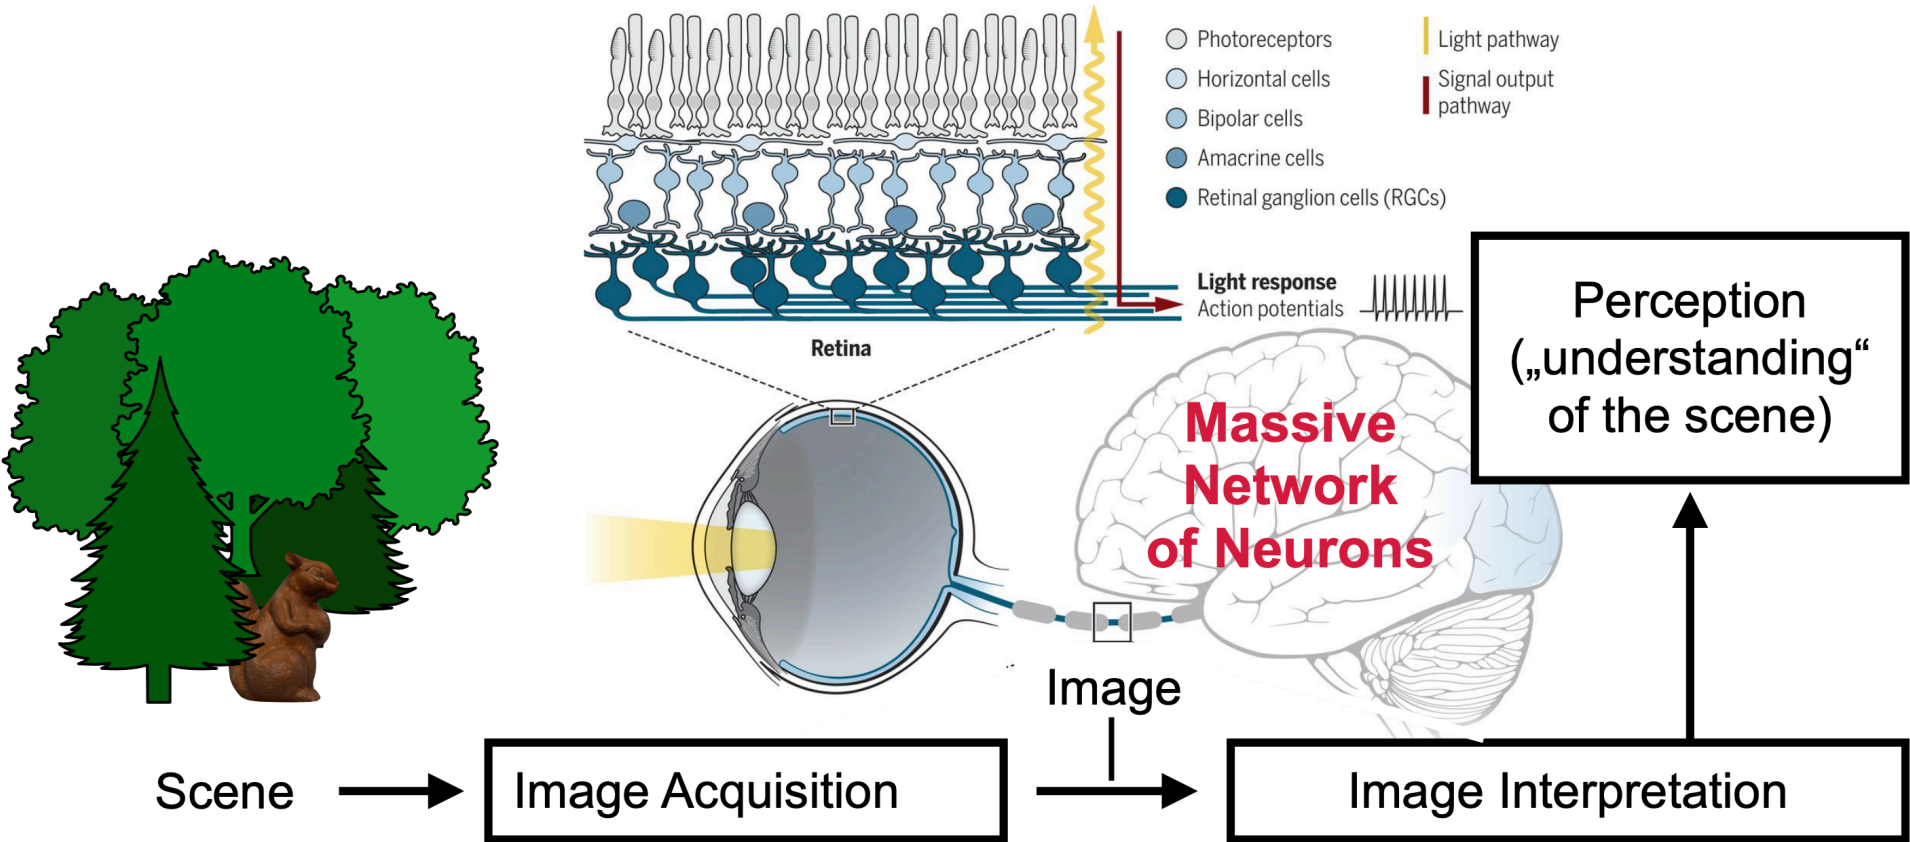 Photoreceptors
Horizontal cells
Bipolar cells
Amacrine cells
Retinal ganglion cells (RGCs)
Light pathway
Signal output
pathway
Light response
Action potentials
Retina
Massive
Network
of Neurons
Perception
(„understanding“
of the scene)
Image
Scene
Image Acquisition
Image Interpretation